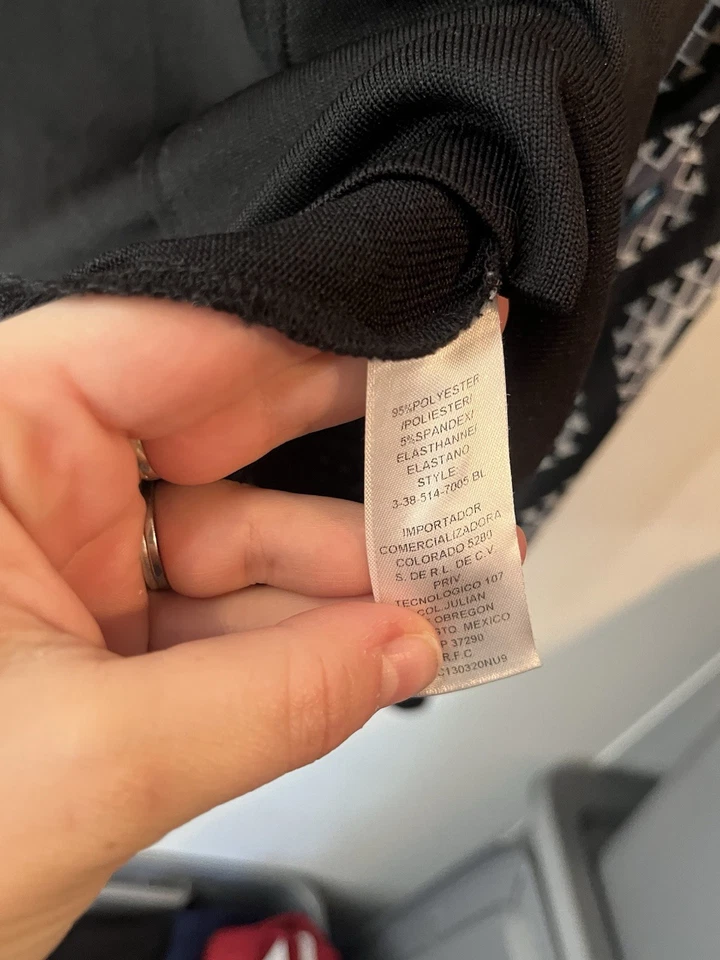 95%POLYESTER
/POLIESTER/
5%SPANDEX/
ELASTHANNE/
ELASTANO
STYLE:
3-38-514-7005 BL
IMPORTADOR
COMERCIALIZADORA
COLORADO 5280
S. DE R.L. DE C.V.
PRIV
TECNOLOGICO 107
COL.JULIAN
OBREGON
GTO. MEXICO
P 37290
R.F.C
C130320NU9